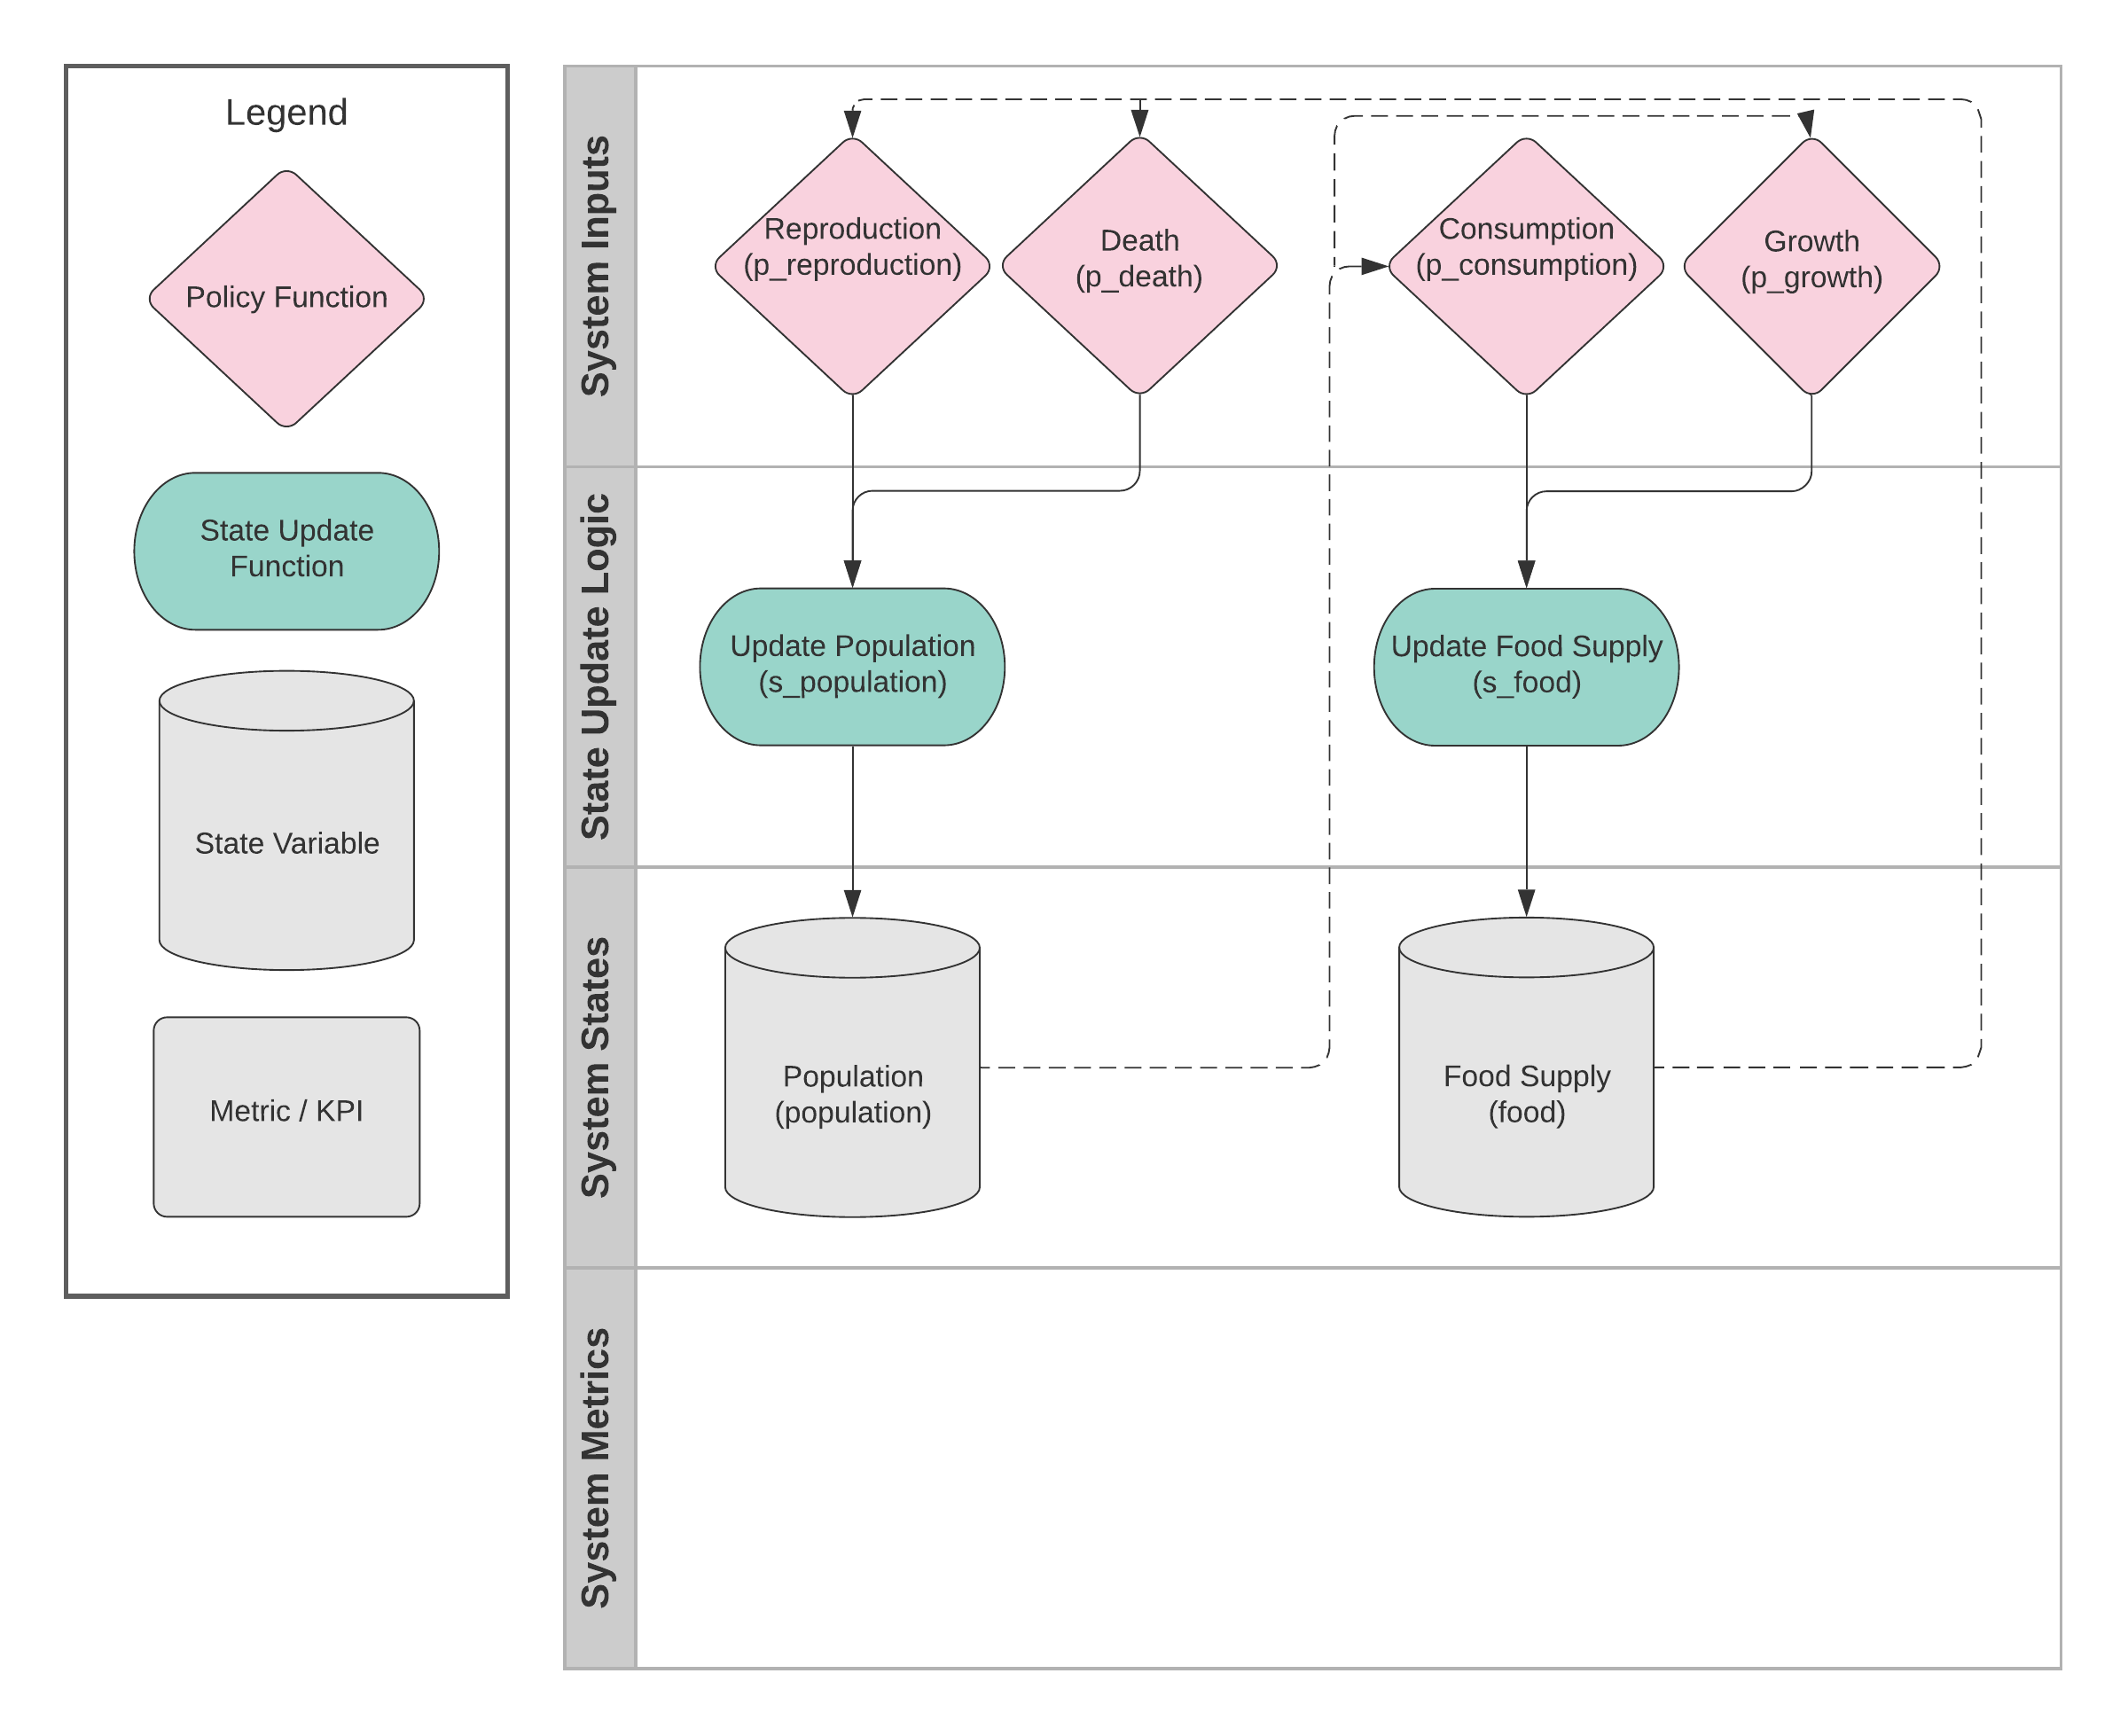 Legend
Policy Function
State Update
Function
State Variable
Metric / KPI
System Inputs
Reproduction
(p_reproduction)
Death
(p_death)
Consumption
(p_consumption)
Growth
(p_growth)
State Update Logic
Update Population
(s_population)
Update Food Supply
(s_food)
System States
Population
(population)
Food Supply
(food)
System Metrics